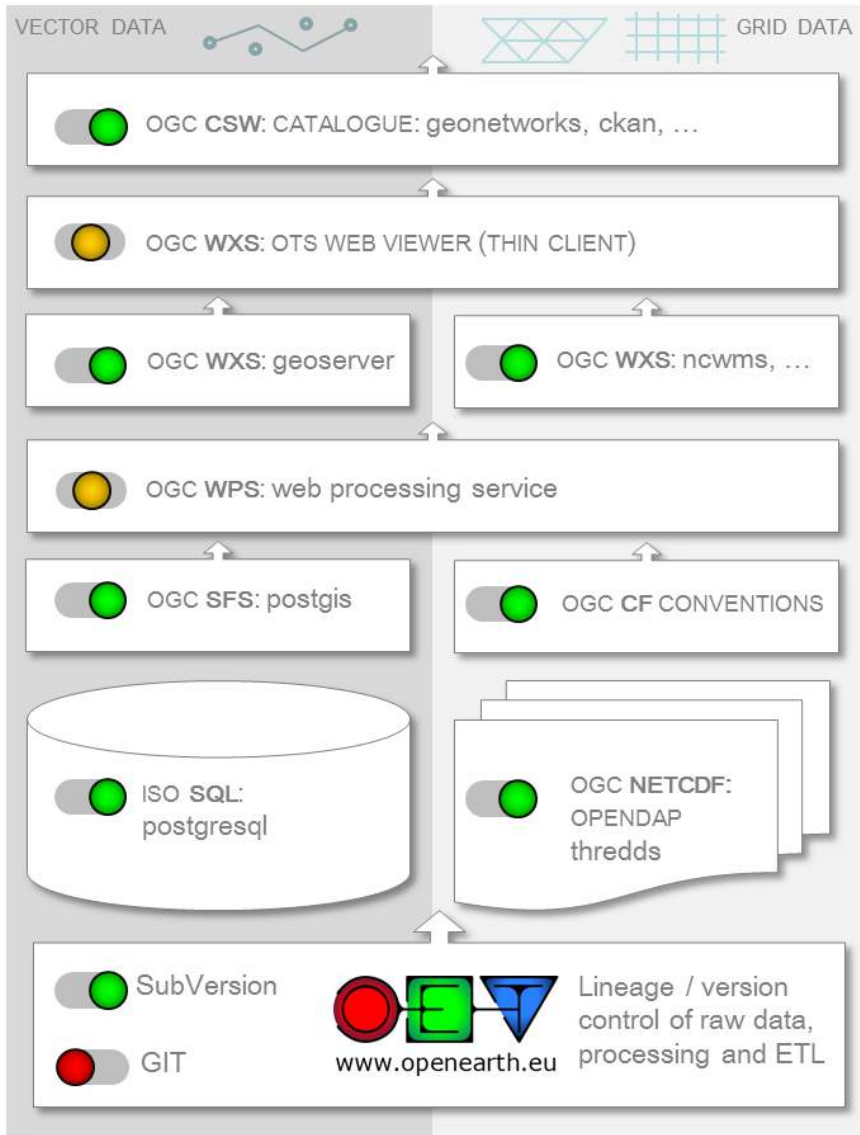 VECTOR DATA
GRID DATA
OGC CSW: CATALOGUE: geonetworks, ckan, …
OGC WXS: OTS WEB VIEWER (THIN CLIENT)
OGC WXS: geoserver
OGC WXS: ncwms, …
OGC WPS: web processing service
OGC SFS: postgis
OGC CF CONVENTIONS
ISO SQL:
postgresql
OGC NETCDF:
OPENDAP
thredds
SubVersion
GIT
www.openearth.eu
Lineage / version
control of raw data,
processing and ETL